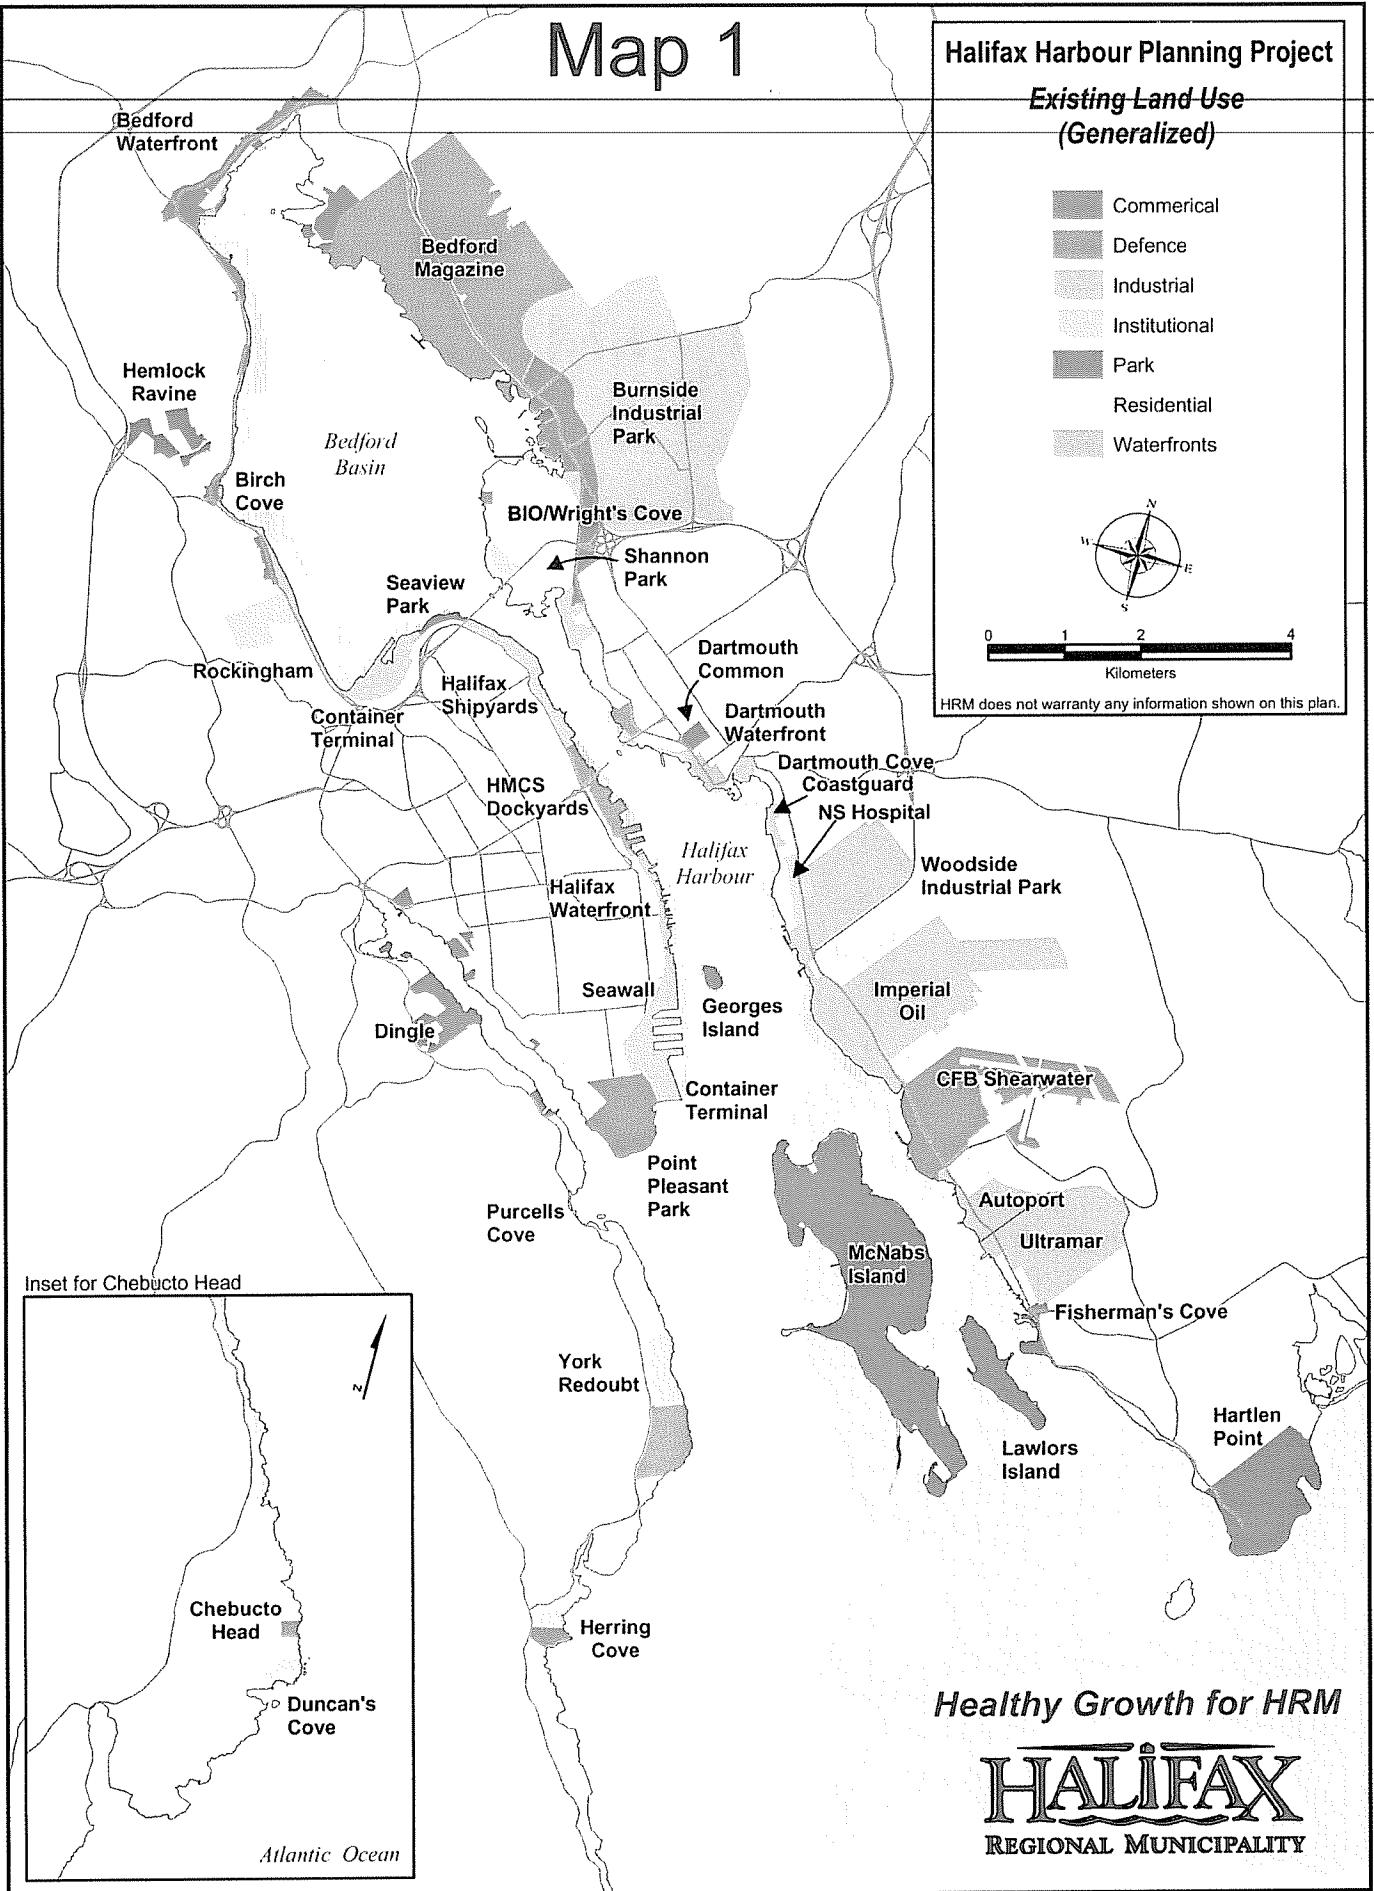 Map 1
Halifax Harbour Planning Project
Existing Land Use
(Generalized)
Commerical
Defence
Industrial
Institutional
Park
Residential
Waterfronts
N
W
E
S
0 1 2 4
Kilometers
HRM does not warranty any information shown on this plan.
Bedford
Waterfront
Bedford
Magazine
Hemlock
Ravine
Burnside
Industrial
Park
Bedford
Basin
Birch
Cove
BIO/Wright's Cove
Shannon
Park
Seaview
Park
Dartmouth
Common
Rockingham
Halifax
Shipyards
Container
Terminal
Dartmouth
Waterfront
Dartmouth Cove
Coastguard
NS Hospital
HMCS
Dockyards
Halifax
Harbour
Woodside
Industrial Park
Halifax
Waterfront
Seawall
Georges
Island
Imperial
Oil
Dingle
CFB Shearwater
Container
Terminal
Point
Pleasant
Park
Autoport
Ultramar
Purcells
Cove
McNabs
Island
Fisherman's Cove
York
Redoubt
Lawlors
Island
Hartlen
Point
Herring
Cove
Inset for Chebucto Head
N
Chebucto
Head
Duncan's
Cove
Atlantic Ocean
Healthy Growth for HRM
HALIFAX
REGIONAL MUNICIPALITY